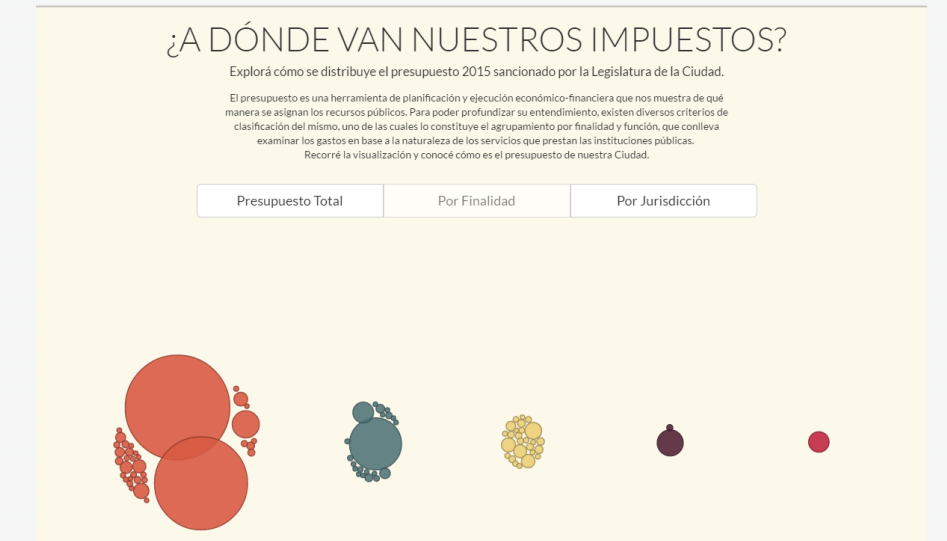 ¿A DÓNDE VAN NUESTROS IMPUESTOS?
Explorá cómo se distribuye el presupuesto 2015 sancionado por la Legislatura de la Ciudad.
El presupuesto es una herramienta de planificación y ejecución económico-financiera que nos muestra de qué
manera se asignan los recursos públicos. Para poder profundizar su entendimiento, existen diversos criterios de
clasificación del mismo, uno de las cuales lo constituye el agrupamiento por finalidad y función, que conlleva
examinar los gastos en base a la naturaleza de los servicios que prestan las instituciones públicas.
Recorré la visualización y conocé cómo es el presupuesto de nuestra Ciudad.
Presupuesto Total
Por Finalidad
Por Jurisdicción